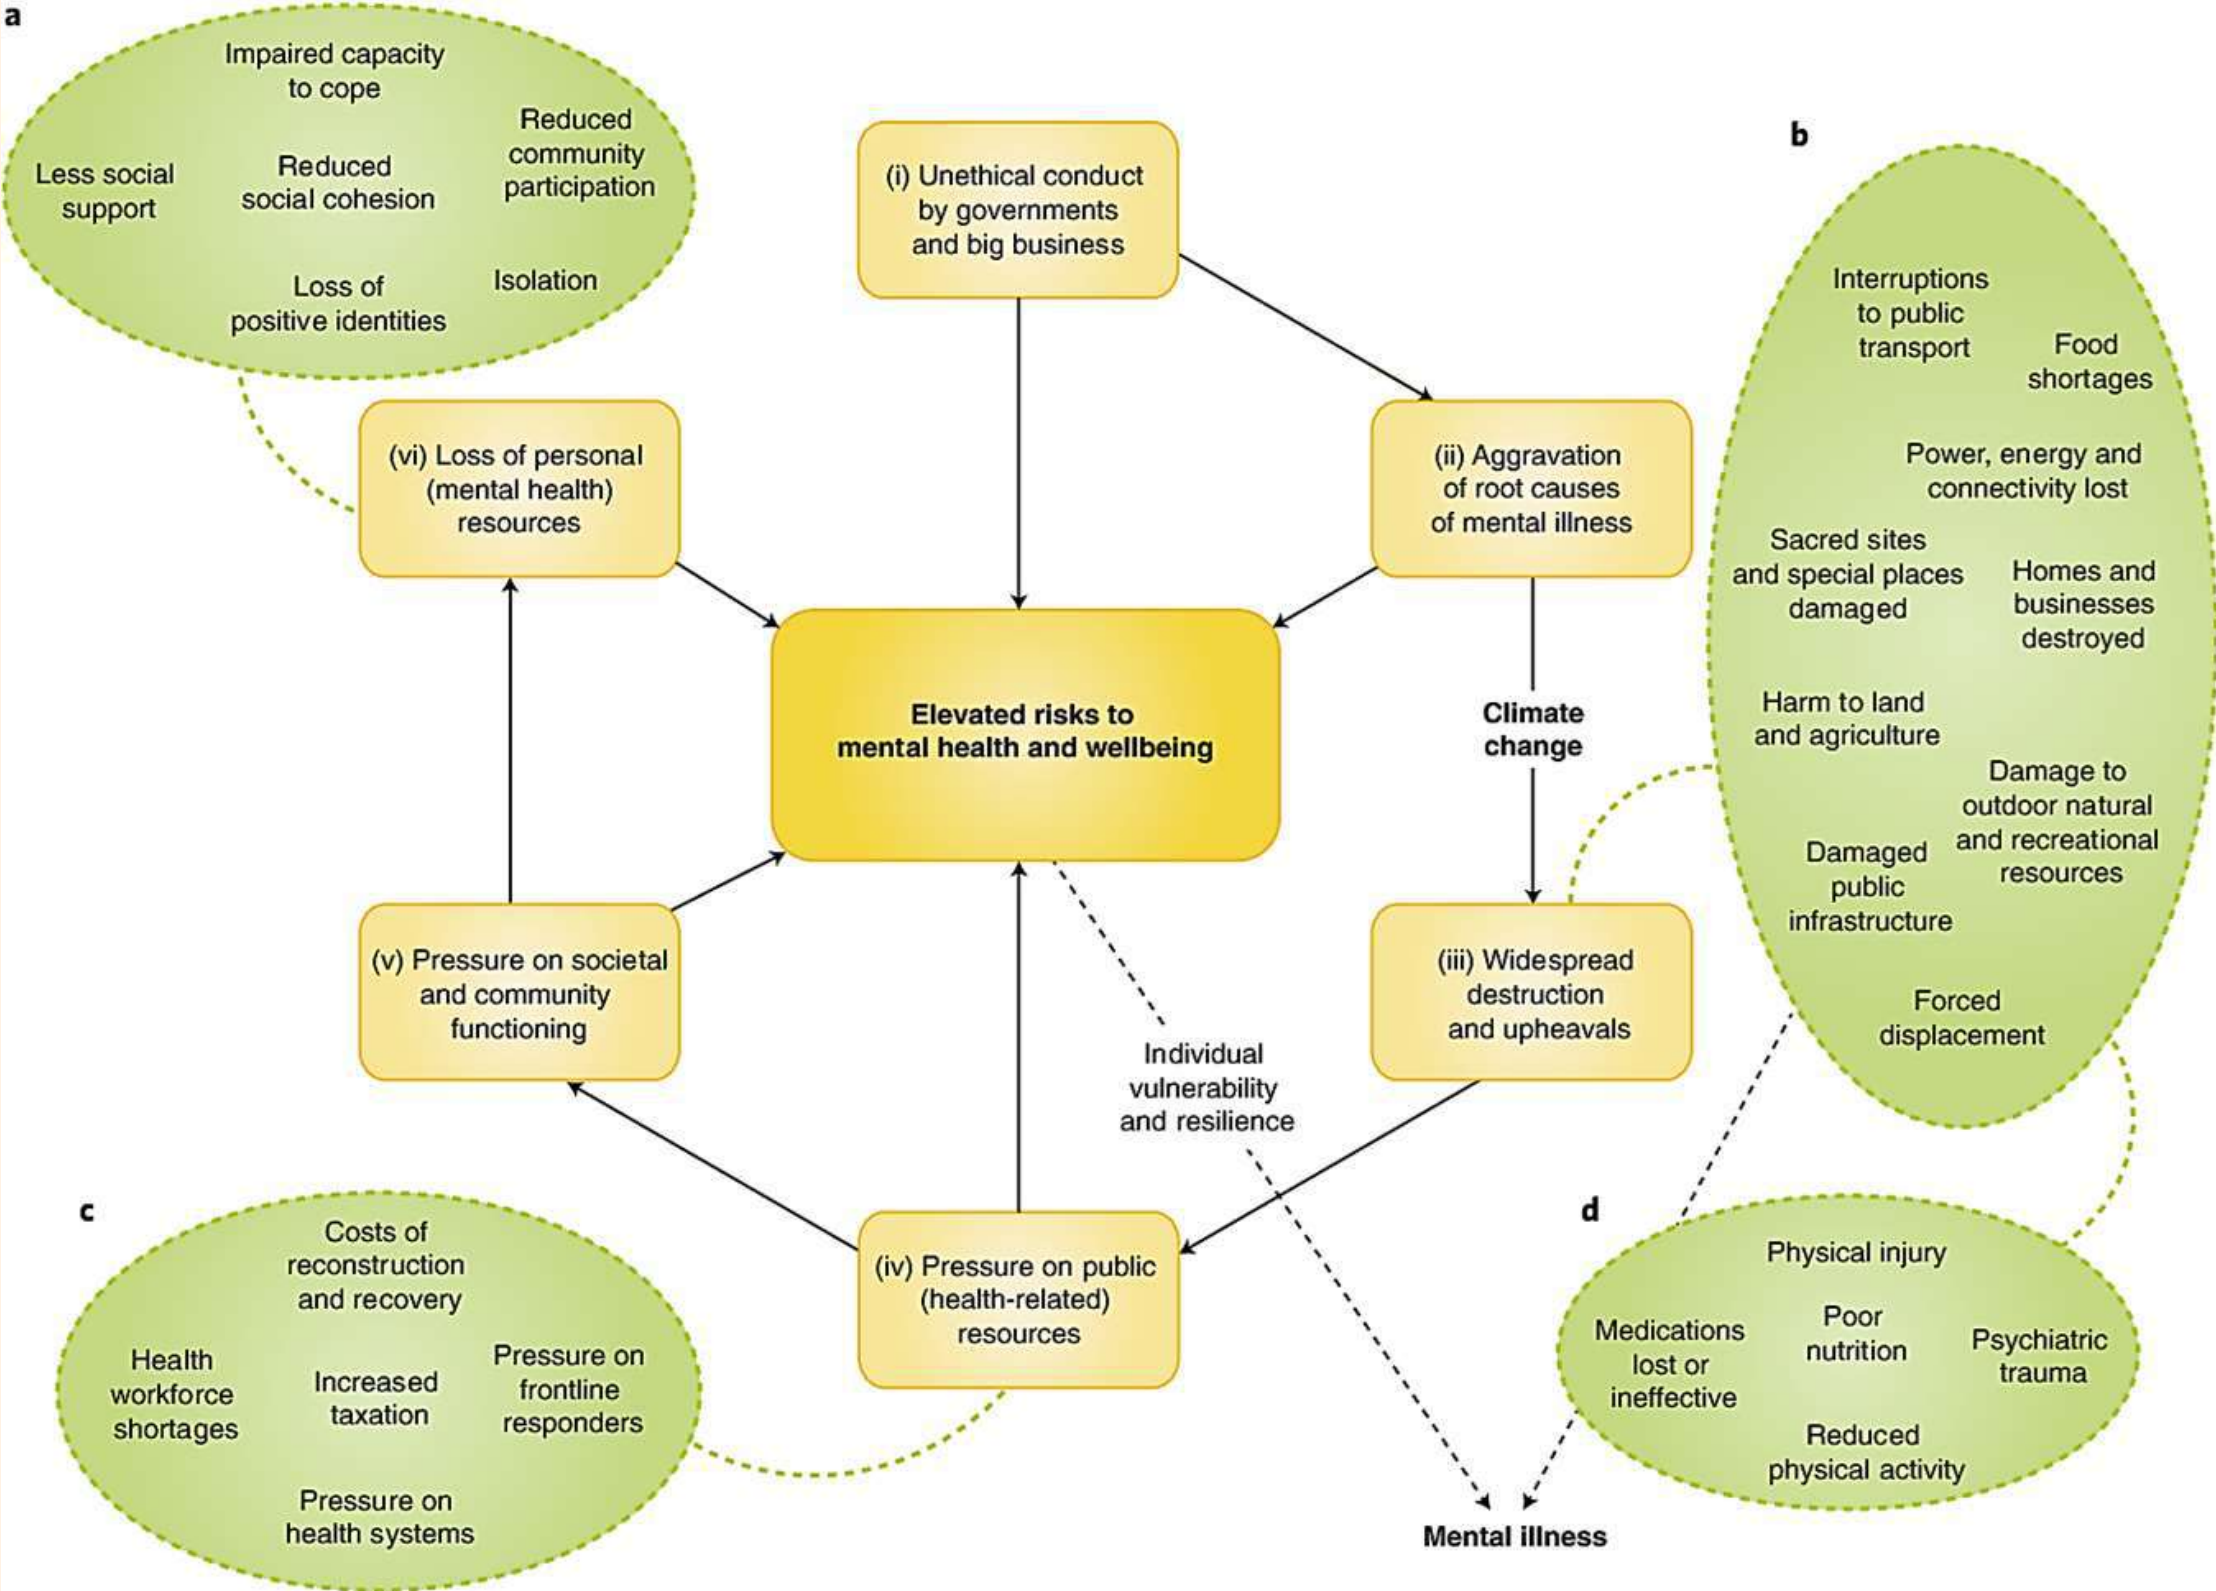 a
Impaired capacity
to cope
Reduced
community
participation
Less social
support
Reduced
social cohesion
Loss of
positive identities
Isolation
(i) Unethical conduct
by governments
and big business
b
Interruptions
to public
transport
Food
shortages
Power, energy and
connectivity lost
Sacred sites
and special places
damaged
Homes and
businesses
destroyed
Harm to land
and agriculture
Damage to
outdoor natural
and recreational
resources
Damaged
public
infrastructure
Forced
displacement
(vi) Loss of personal
(mental health)
resources
(ii) Aggravation
of root causes
of mental illness
Elevated risks to
mental health and wellbeing
Climate
change
(v) Pressure on societal
and community
functioning
(iii) Widespread
destruction
and upheavals
Individual
vulnerability
and resilience
c
Costs of
reconstruction
and recovery
Health
workforce
shortages
Increased
taxation
Pressure on
frontline
responders
Pressure on
health systems
(iv) Pressure on public
(health-related)
resources
d
Physical injury
Medications
lost or
ineffective
Poor
nutrition
Psychiatric
trauma
Reduced
physical activity
Mental illness